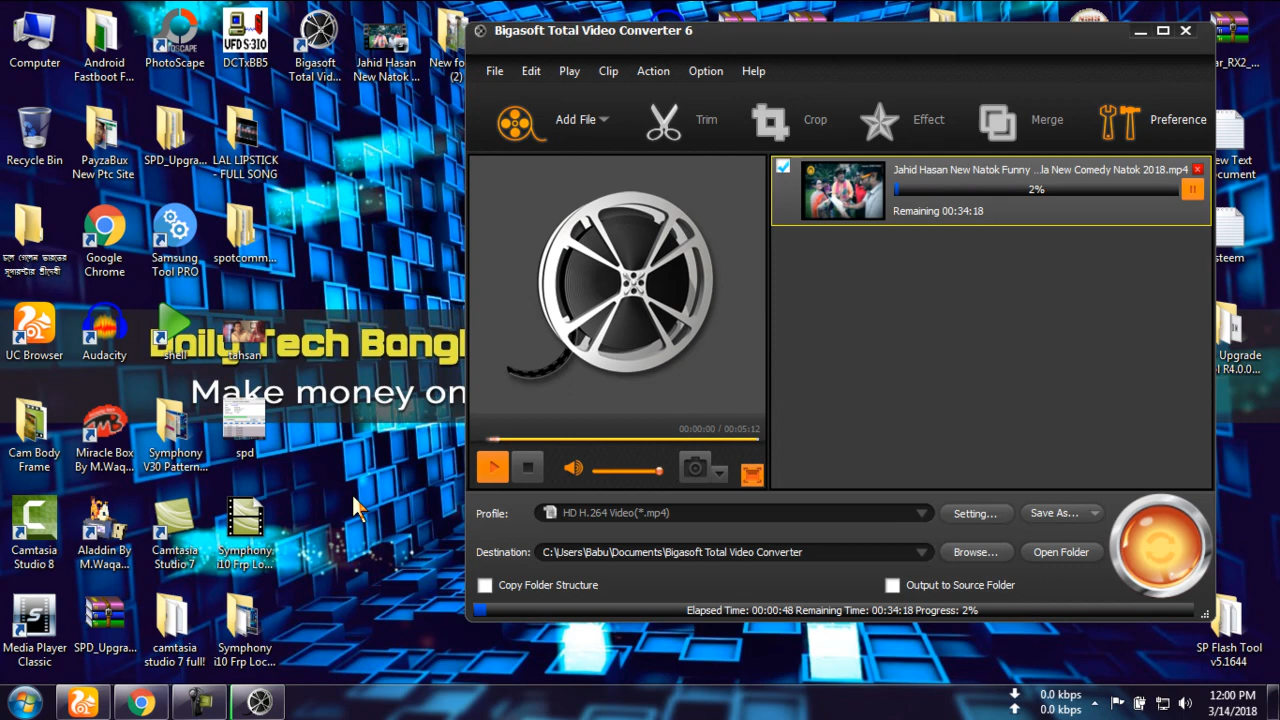 Computer
Android
Fastboot F...
PhotoScape
DCTxBB5
Bigasoft
Total Vid...
Jahid Hasan
New Natok ...
New fo
(2)
Recycle Bin
PayzaBux
New Ptc Site
SPD_Upgra...
LAL LIPSTICK
- FULL SONG
Google
Chrome
Samsung
Tool PRO
spotcomm...
UC Browser
Audacity
shell
tahsan
Daily Tech Bangl
Make money on
Cam Body
Frame
Miracle Box
By M.Waq...
Symphony
V30 Pattern...
spd
Camtasia
Studio 8
Aladdin By
M.Waqa...
Camtasia
Studio 7
Symphony
i10 Frp Lo...
Media Player
Classic
SPD_Upgra...
camtasia
studio 7 full!
Symphony
i10 Frp Loc...
Bigasoft Total Video Converter 6
File Edit Play Clip Action Option Help
Add File Trim Crop Effect Merge Preference
Jahid Hasan New Natok Funny ...la New Comedy Natok 2018.mp4
2%
Remaining 00:34:18
00:00:00 / 00:05:12
Profile: HD H.264 Video(*.mp4) Setting... Save As...
Destination: C:\Users\Babu\Documents\Bigasoft Total Video Converter Browse... Open Folder
Copy Folder Structure Output to Source Folder
Elapsed Time: 00:00:48 Remaining Time: 00:34:18 Progress: 2%
ar_RX2_...
ew Text
ocument
steem
Upgrade
l R4.0.0...
SP Flash Tool
v5.1644
0.0 kbps
0.0 kbps
12:00 PM
3/14/2018